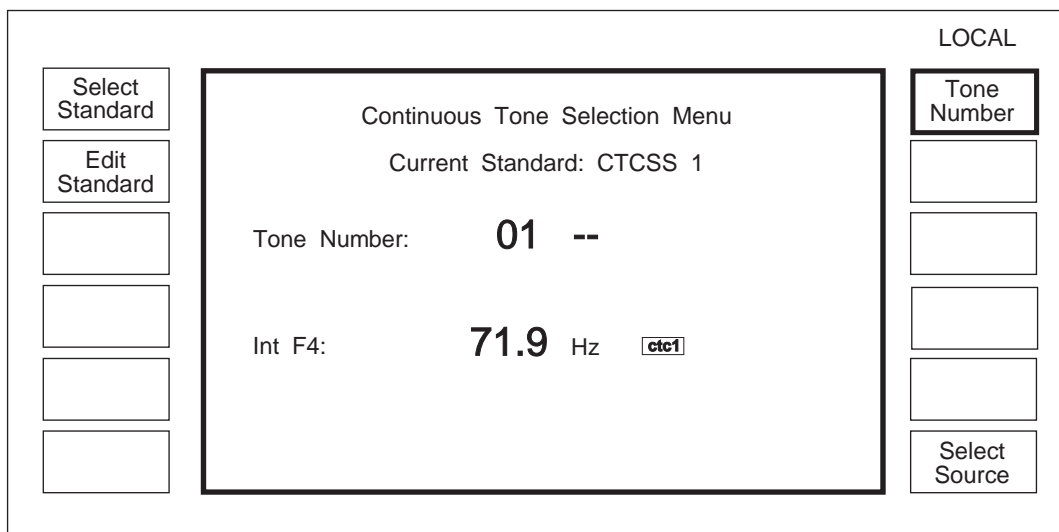 LOCAL
Select
Standard
Edit
Standard
Continuous Tone Selection Menu
Current Standard: CTCSS 1
Tone Number: 01 --
Int F4: 71.9 Hz ctc1
Tone
Number
Select
Source